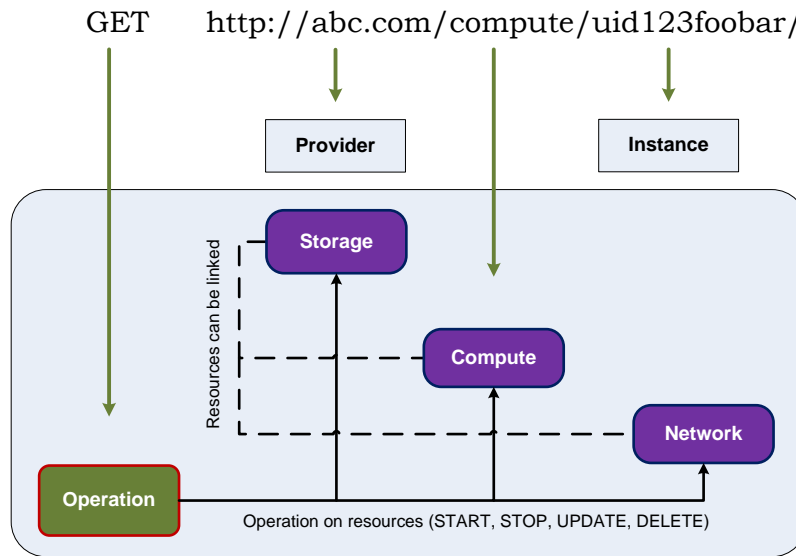 GET http://abc.com/compute/uid123foobar/
Provider
Instance
Storage
Resources can be linked
Compute
Network
Operation
Operation on resources (START, STOP, UPDATE, DELETE)